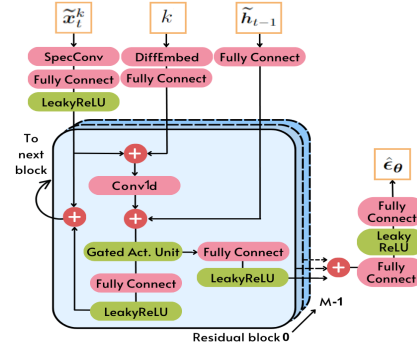 x̃ₜᵏ k h̃ₜ₋₁
SpecConv DiffEmbed Fully Connect
Fully Connect Fully Connect
LeakyReLU
To
next
block
+
Conv1d
+ +
Gated Act. Unit Fully Connect
Fully Connect LeakyReLU
LeakyReLU
Residual block 0
M-1
+
ε̂_θ
Fully
Connect
Leaky
ReLU
Fully
Connect